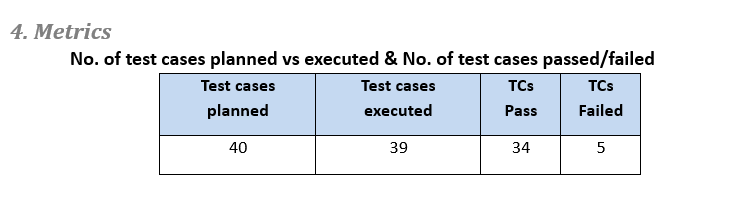 4. Metrics
No. of test cases planned vs executed & No. of test cases passed/failed
Test cases planned Test cases executed TCs Pass TCs Failed
40 39 34 5